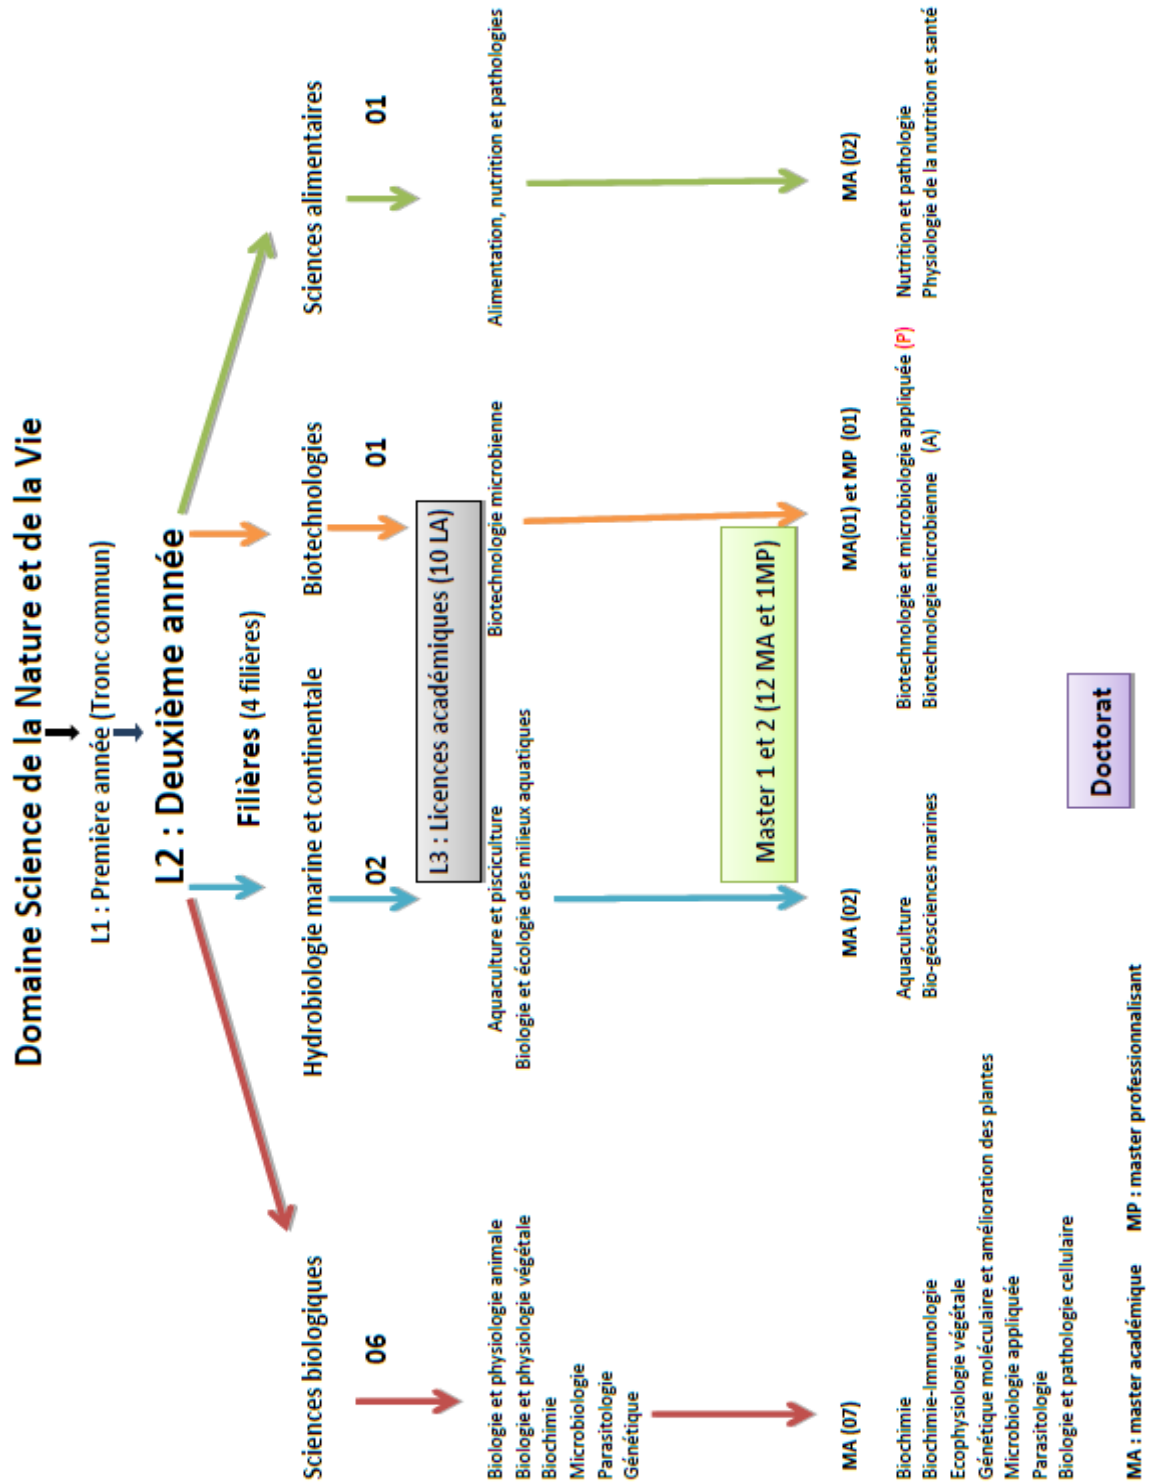 Domaine Science de la Nature et de la Vie
L1 : Première année (Tronc commun)
L2 : Deuxième année
Filières (4 filières)
Sciences biologiques
Hydrobiologie marine et continentale
Biotechnologies
Sciences alimentaires
06
02
01
01
L3 : Licences académiques (10 LA)
Biologie et physiologie animale
Biologie et physiologie végétale
Biochimie
Microbiologie
Parasitologie
Génétique
Aquaculture et pisciculture
Biologie et écologie des milieux aquatiques
Biotechnologie microbienne
Alimentation, nutrition et pathologies
Master 1 et 2 (12 MA et 1MP)
MA (07)
MA (02)
MA(01) et MP (01)
MA (02)
Biochimie
Biochimie-Immunologie
Ecophysiologie végétale
Génétique moléculaire et amélioration des plantes
Microbiologie appliquée
Parasitologie
Biologie et pathologie cellulaire
Aquaculture
Bio-géosciences marines
Biotechnologie et microbiologie appliquée (P)
Biotechnologie microbienne (A)
Nutrition et pathologie
Physiologie de la nutrition et santé
Doctorat
MA : master académique MP : master professionnalisant